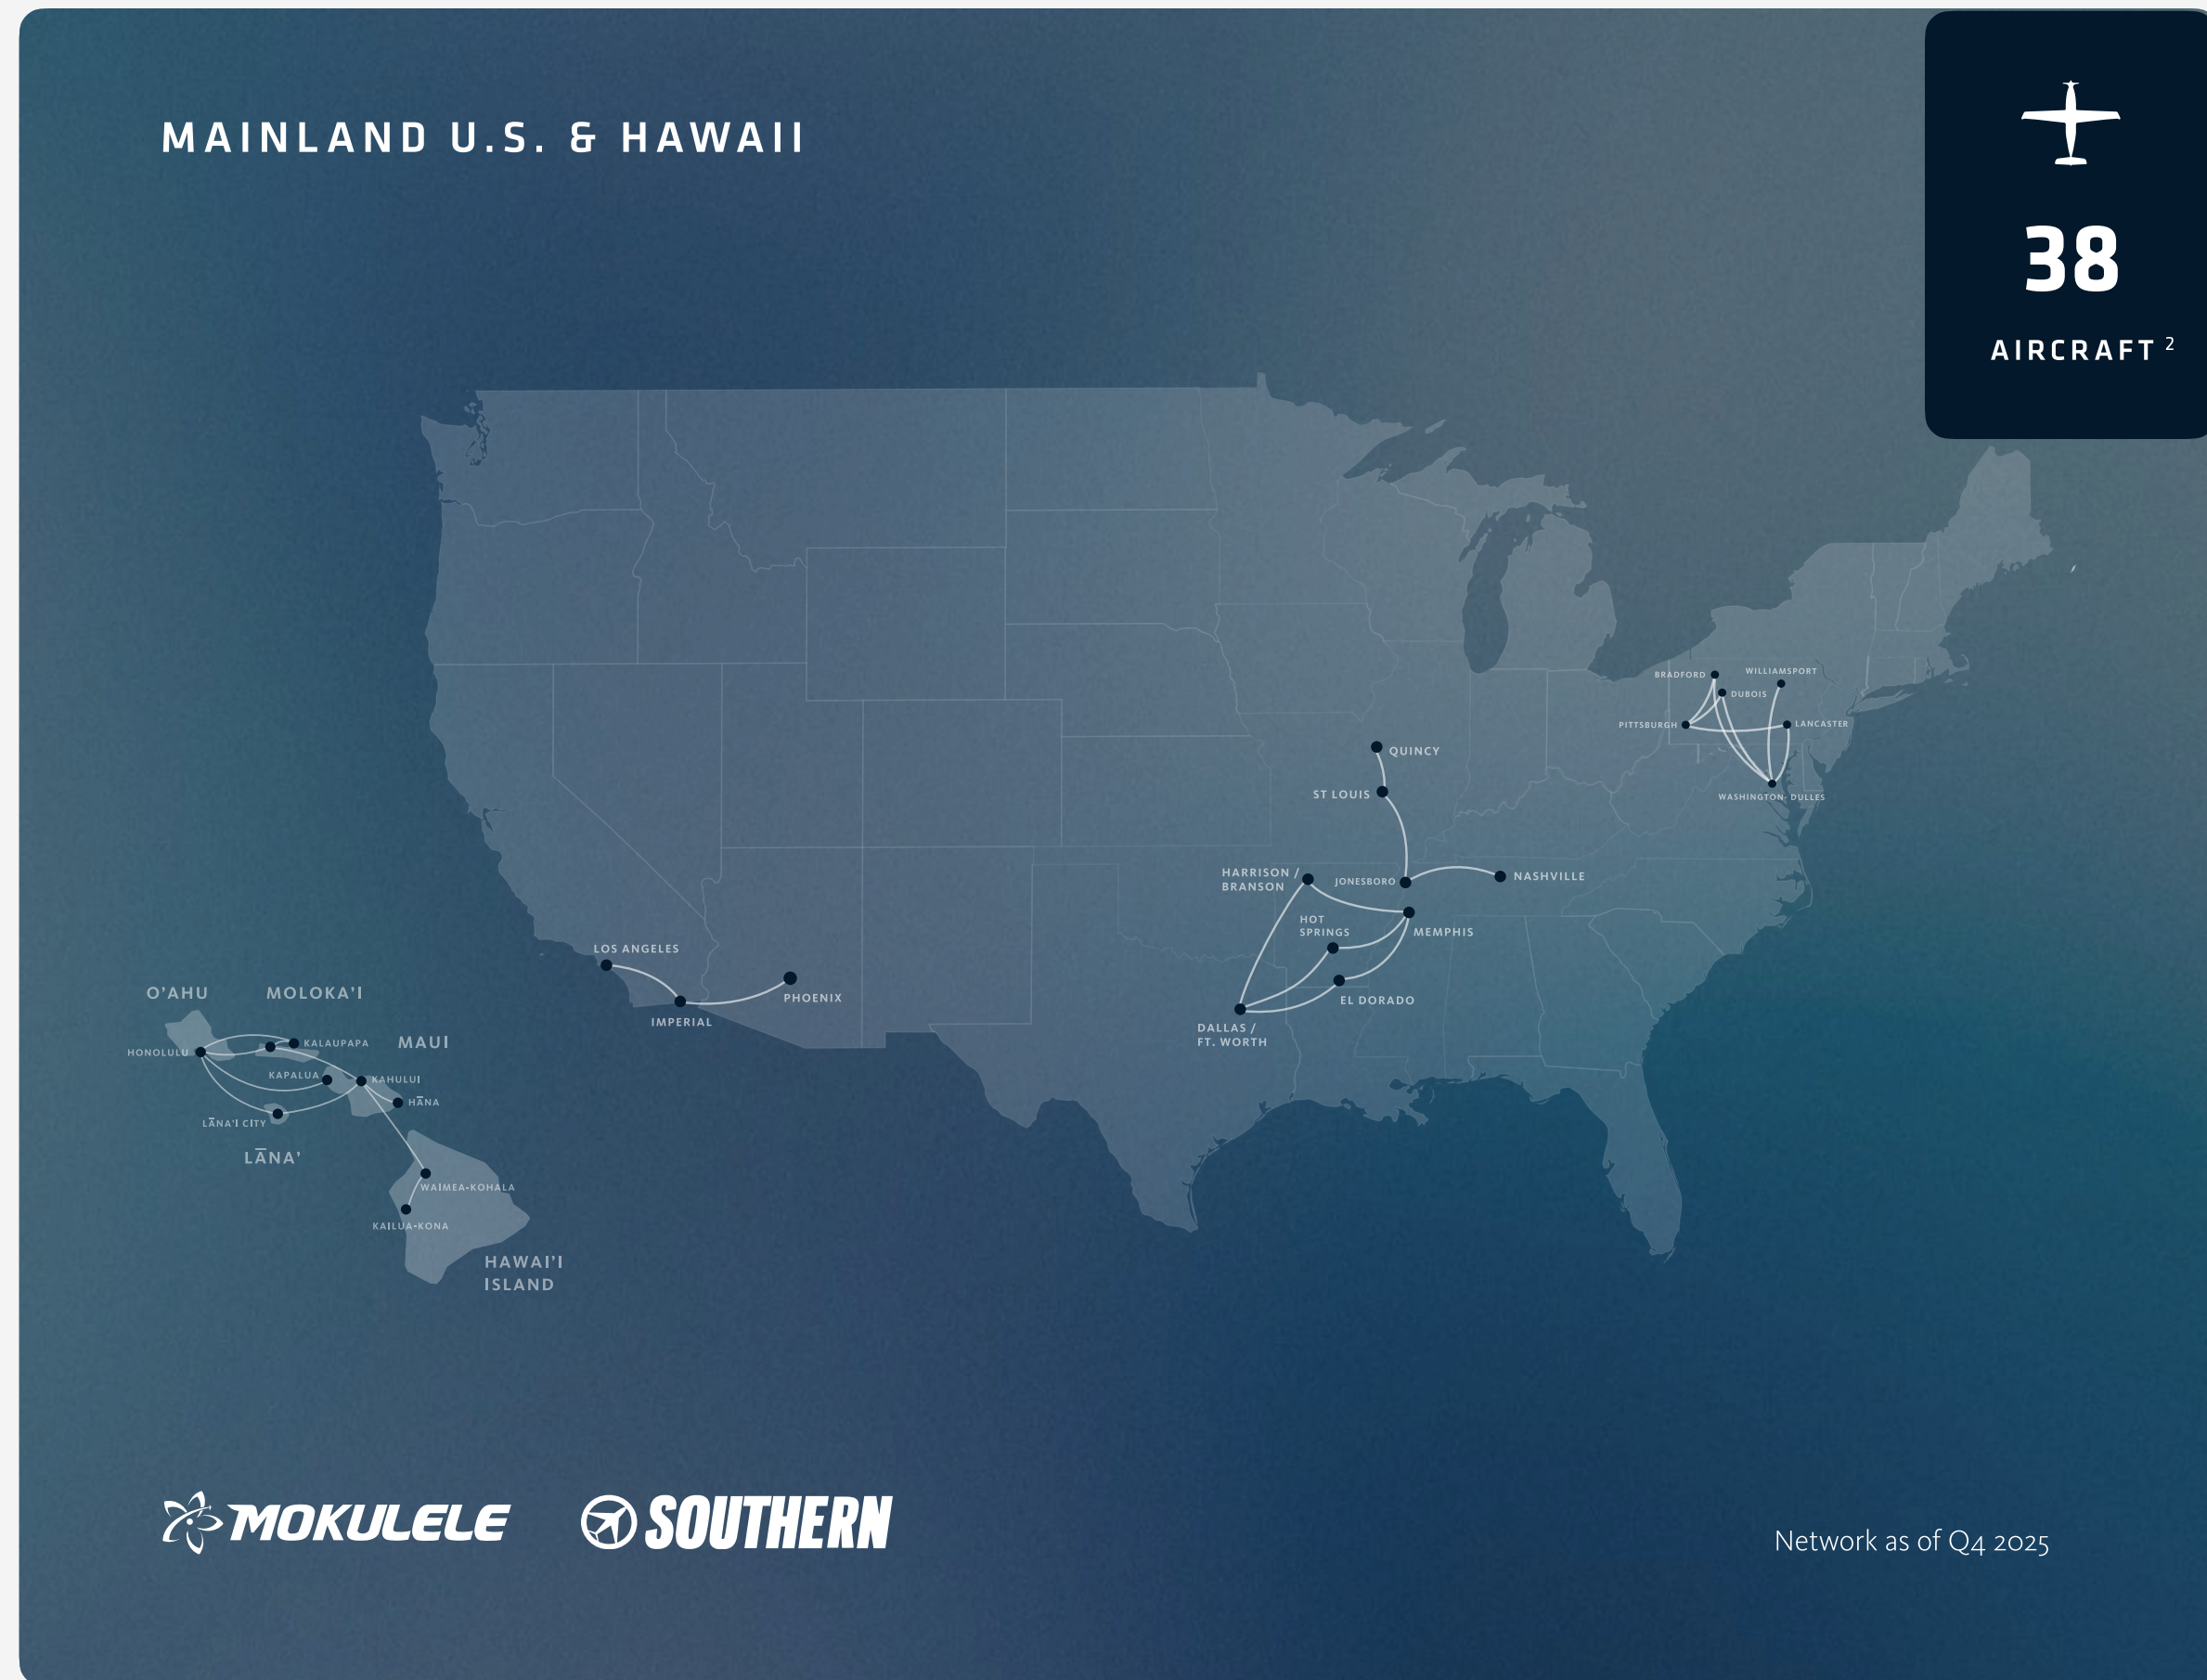 MAINLAND U.S. & HAWAII
38
AIRCRAFT 2
BRADFORD
WILLIAMSPORT
DUBOIS
PITTSBURGH
LANCASTER
WASHINGTON- DULLES
QUINCY
ST LOUIS
HARRISON /
BRANSON
JONESBORO
NASHVILLE
HOT
SPRINGS
MEMPHIS
EL DORADO
DALLAS /
FT. WORTH
LOS ANGELES
PHOENIX
IMPERIAL
O'AHU
MOLOKA'I
MAUI
HONOLULU
KALAUPAPA
KAPALUA
KAHULUI
HĀNA
LĀNA'I CITY
LĀNA'
WAIMEA-KOHALA
KAILUA-KONA
HAWAI'I
ISLAND
MOKULELE
SOUTHERN
Network as of Q4 2025